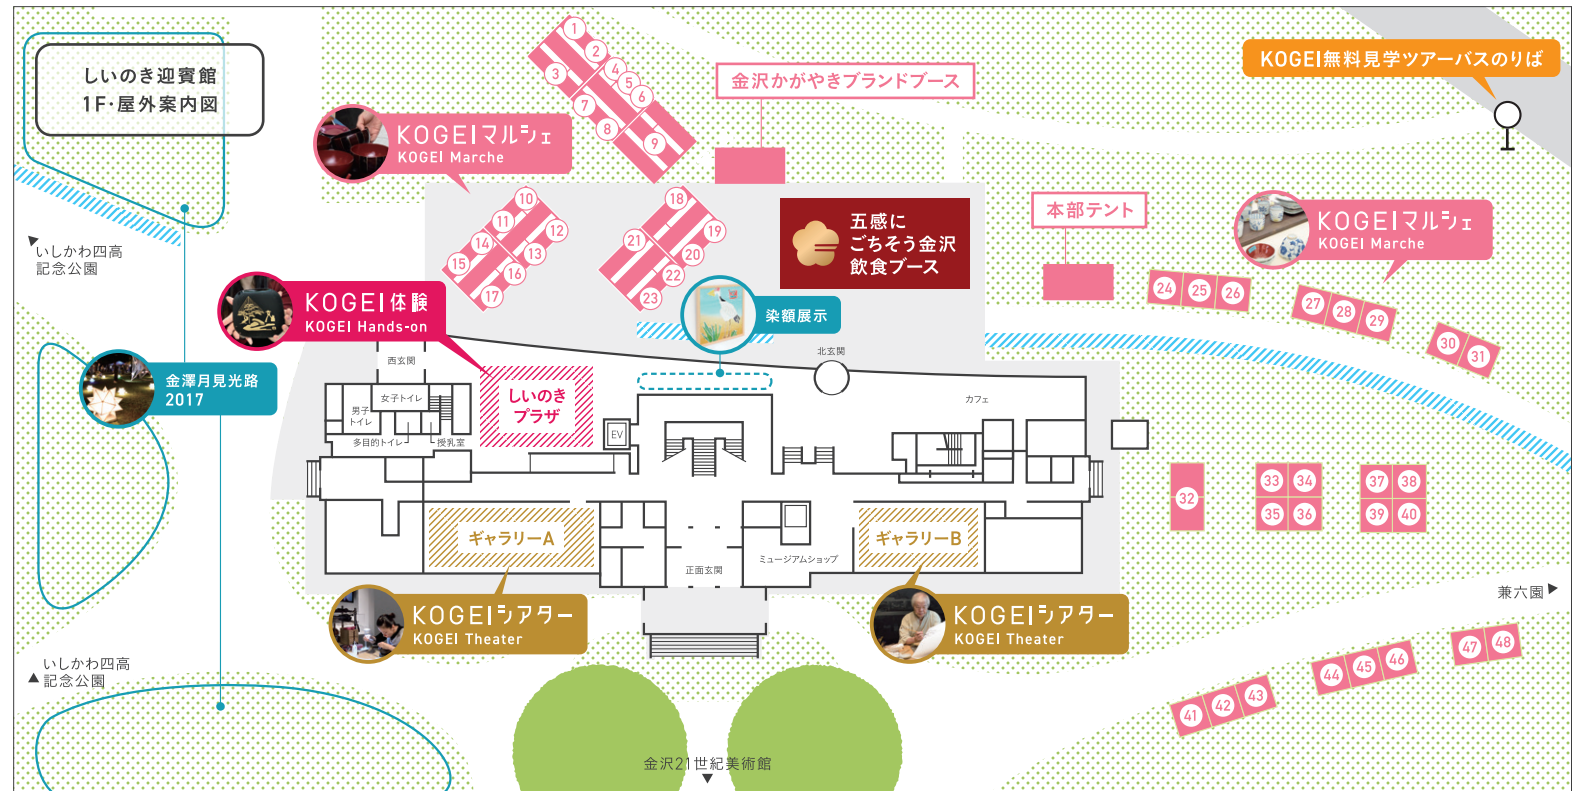 しいのき迎賓館
1F・屋外案内図
KOGEI無料見学ツアーバスのりば
金沢かがやきブランドブース
KOGEIマルシェ
KOGEI Marche
1
2
3
4
5
6
7
8
9
10
11
12
13
14
15
16
17
18
19
20
21
22
23
五感に
ごちそう金沢
飲食ブース
本部テント
KOGEIマルシェ
KOGEI Marche
24
25
26
27
28
29
30
31
いしかわ四高
記念公園
KOGEI体験
KOGEI Hands-on
染額展示
金澤月見光路
2017
西玄関
女子トイレ
男子
トイレ
多目的トイレ
授乳室
しいのき
プラザ
EV
北玄関
カフェ
32
33
34
35
36
37
38
39
40
ギャラリーA
ギャラリーB
ミュージアムショップ
正面玄関
KOGEIシアター
KOGEI Theater
KOGEIシアター
KOGEI Theater
兼六園
いしかわ四高
記念公園
41
42
43
44
45
46
47
48
金沢21世紀美術館